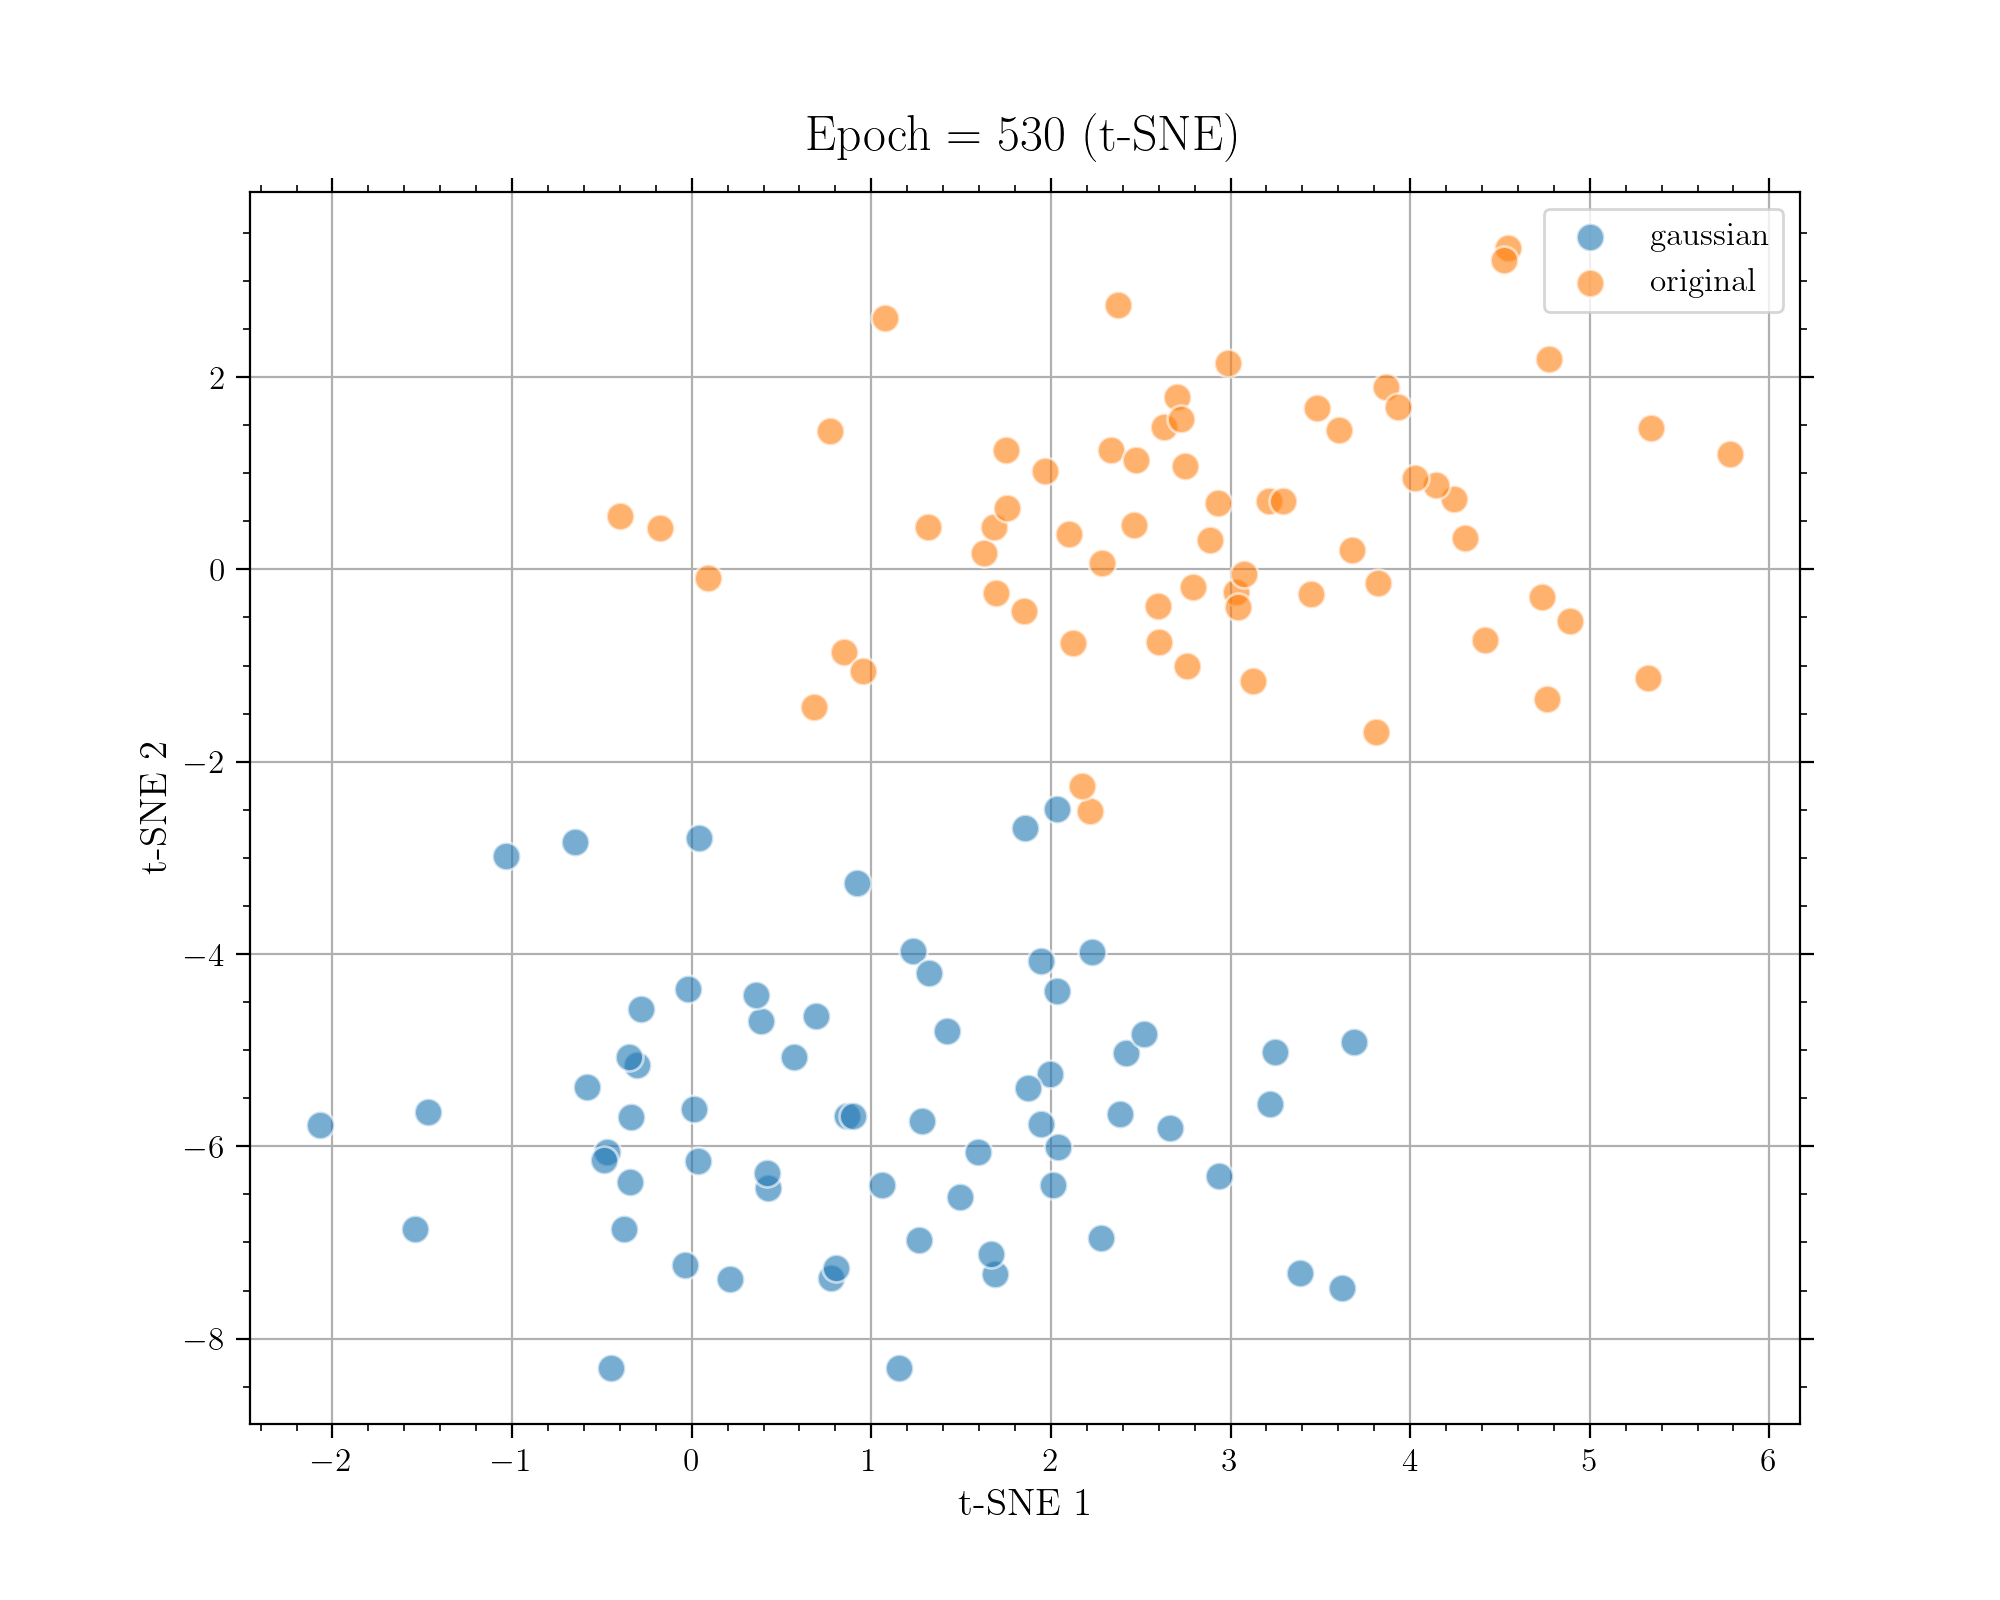 Epoch = 530 (t-SNE)
gaussian
original
2
0
−2
−4
−6
−8
t-SNE 2
−2 −1 0 1 2 3 4 5 6
t-SNE 1